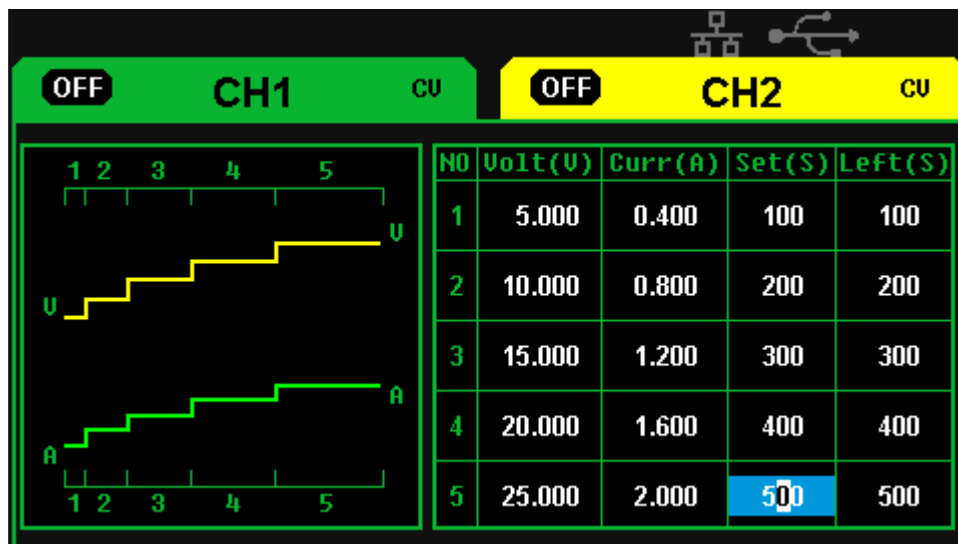 OFF CH1 CV OFF CH2 CV
1 2 3 4 5
V
V
A
A
1 2 3 4 5
NO Volt(V) Curr(A) Set(S) Left(S)
1 5.000 0.400 100 100
2 10.000 0.800 200 200
3 15.000 1.200 300 300
4 20.000 1.600 400 400
5 25.000 2.000 500 500